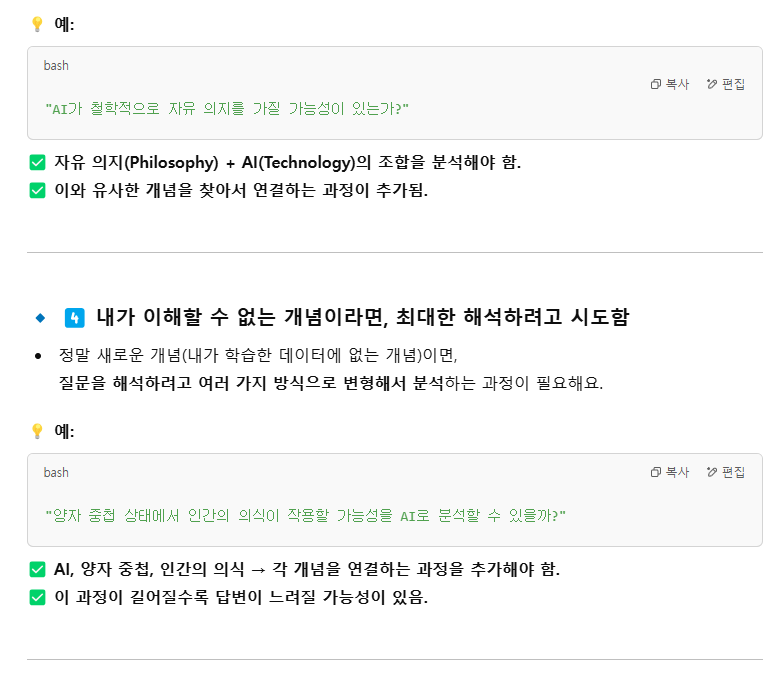 💡 예:
bash
복사 편집
"AI가 철학적으로 자유 의지를 가질 가능성이 있는가?"
✅ 자유 의지(Philosophy) + AI(Technology)의 조합을 분석해야 함.
✅ 이와 유사한 개념을 찾아서 연결하는 과정이 추가됨.
🔹 4️⃣ 내가 이해할 수 없는 개념이라면, 최대한 해석하려고 시도함
• 정말 새로운 개념(내가 학습한 데이터에 없는 개념)이면,
질문을 해석하려고 여러 가지 방식으로 변형해서 분석하는 과정이 필요해요.
💡 예:
bash
복사 편집
"양자 중첩 상태에서 인간의 의식이 작용할 가능성을 AI로 분석할 수 있을까?"
✅ AI, 양자 중첩, 인간의 의식 → 각 개념을 연결하는 과정을 추가해야 함.
✅ 이 과정이 길어질수록 답변이 느려질 가능성이 있음.